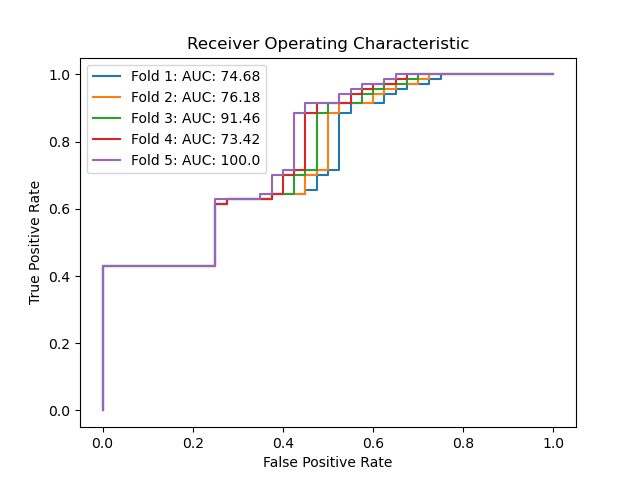 Receiver Operating Characteristic
Fold 1: AUC: 74.68
Fold 2: AUC: 76.18
Fold 3: AUC: 91.46
Fold 4: AUC: 73.42
Fold 5: AUC: 100.0
True Positive Rate
1.0
0.8
0.6
0.4
0.2
0.0
0.0 0.2 0.4 0.6 0.8 1.0
False Positive Rate